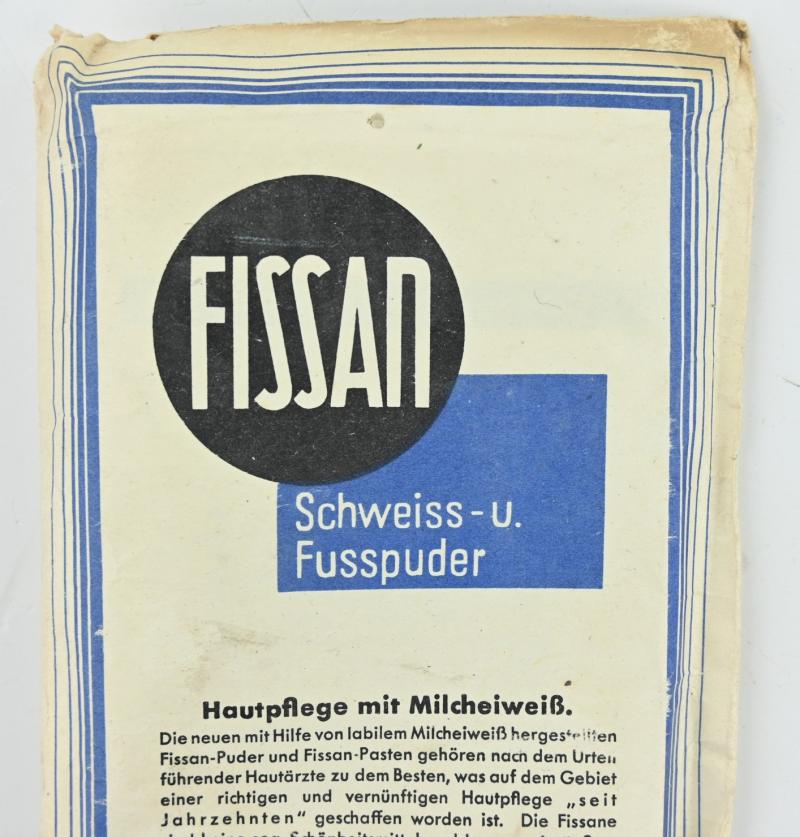 FISSAN
Schweiss-u.
Fusspuder
Hautpflege mit Milcheiweiß.
Die neuen mit Hilfe von labilem Milcheiweiß hergestellten
Fissan-Puder und Fissan-Pasten gehören nach dem Urteil
führender Hautärzte zu dem Besten, was auf dem Gebiet
einer richtigen und vernünftigen Hautpflege „seit
Jahrzehnten" geschaffen worden ist. Die Fissane